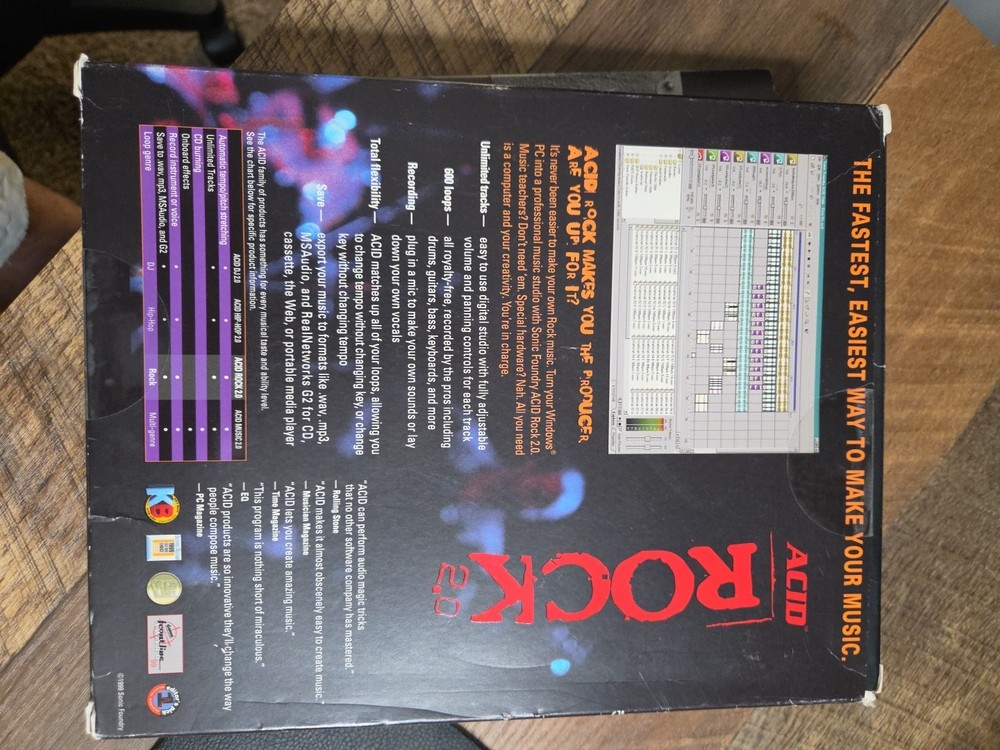 THE FASTEST, EASIEST WAY TO MAKE YOUR MUSIC.
ACID ROCK MAKES YOU THE PRODUCER
ARE YOU UP FOR IT?
It's never been easier to make your own Rock music. Turn your Windows®
PC into a professional music studio with Sonic Foundry ACID Rock 2.0.
Music teachers? Don't need 'em. Special hardware? Nah. All you need
is a computer and your creativity. You're in charge.
Unlimited tracks — easy to use digital studio with fully adjustable
volume and panning controls for each track
600 loops — all royalty-free, recorded by the pros including
drums, guitars, bass, keyboards, and more
Recording — plug in a mic to make your own sounds or lay
down your own vocals
Total flexibility — ACID matches up all of your loops, allowing you
to change tempo without changing key, or change
key without changing tempo
Save — export your music to formats like .wav, .mp3,
MSAudio, and RealNetworks G2 for CD,
cassette, the Web, or portable media player
The ACID family of products has something for every musical taste and ability level.
See the chart below for specific product information.
ACID DJ 2.0 ACID HIP-HOP 2.0 ACID ROCK 2.0 ACID MUSIC 2.0
Automatic tempo/pitch stretching • • • •
Unlimited Tracks • • • •
CD burning •
Onboard effects •
Record instrument or voice • • • •
Save to .wav, mp3, MSAudio, and G2 • • • •
Loop genre DJ Hip-Hop Rock Multi-genre
ACID™
ROCK
2.0
"ACID can perform audio magic tricks
that no other software company has mastered."
— Rolling Stone
"ACID makes it almost obscenely easy to create music."
— Musician Magazine
"ACID lets you create amazing music."
— Time Magazine
"This program is nothing short of miraculous."
— EQ
"ACID products are so innovative they'll change the way
people compose music,"
— PC Magazine
KB
©1999 Sonic Foundry